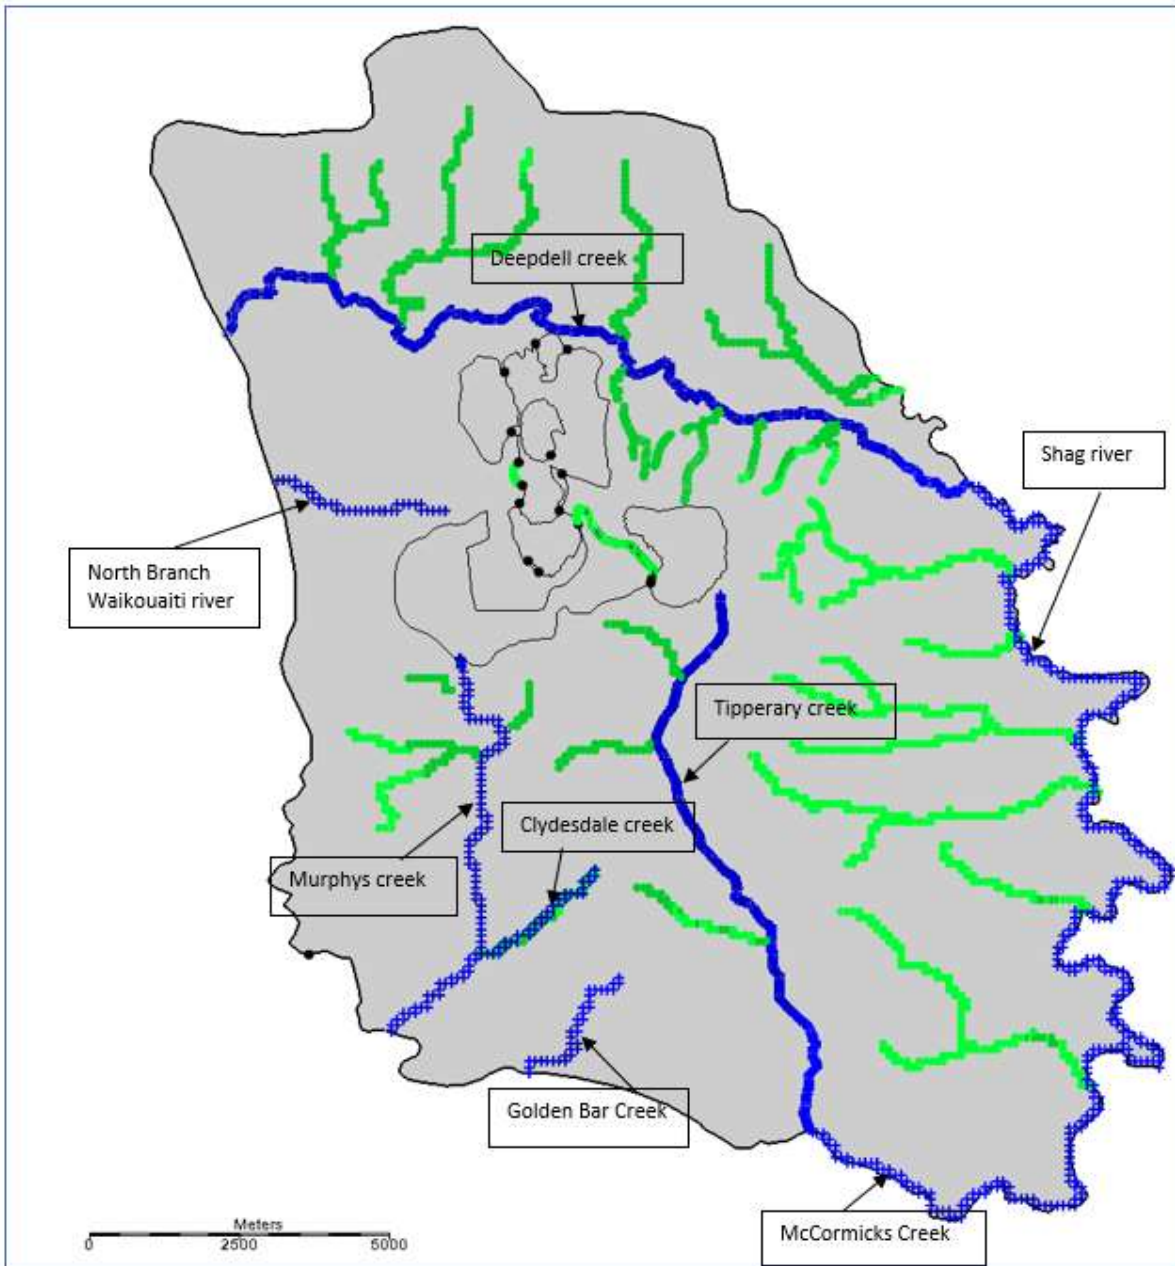 Deepdell creek
Shag river
North Branch
Waikouaiti river
Tipperary creek
Clydesdale creek
Murphys creek
Golden Bar Creek
McCormicks Creek
Meters
0 2500 5000